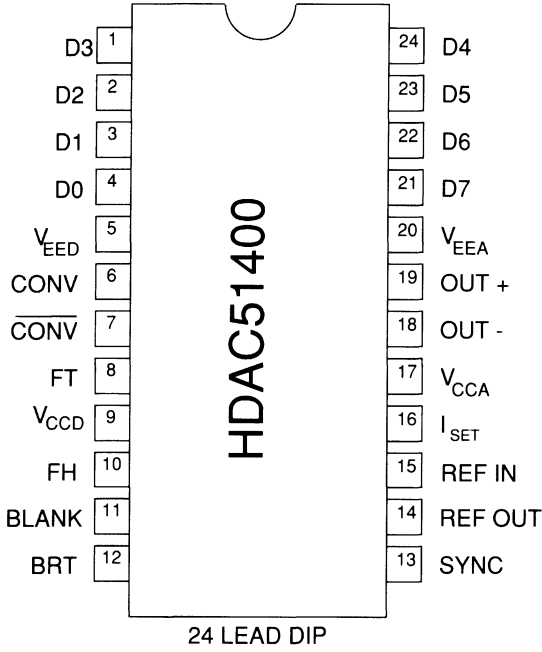 D3 1 24 D4
D2 2 23 D5
D1 3 22 D6
D0 4 21 D7
VEED 5 20 VEEA
CONV 6 19 OUT +
C̅O̅N̅V̅ 7 18 OUT -
FT 8 17 VCCA
VCCD 9 16 ISET
FH 10 15 REF IN
BLANK 11 14 REF OUT
BRT 12 13 SYNC
HDAC51400
24 LEAD DIP